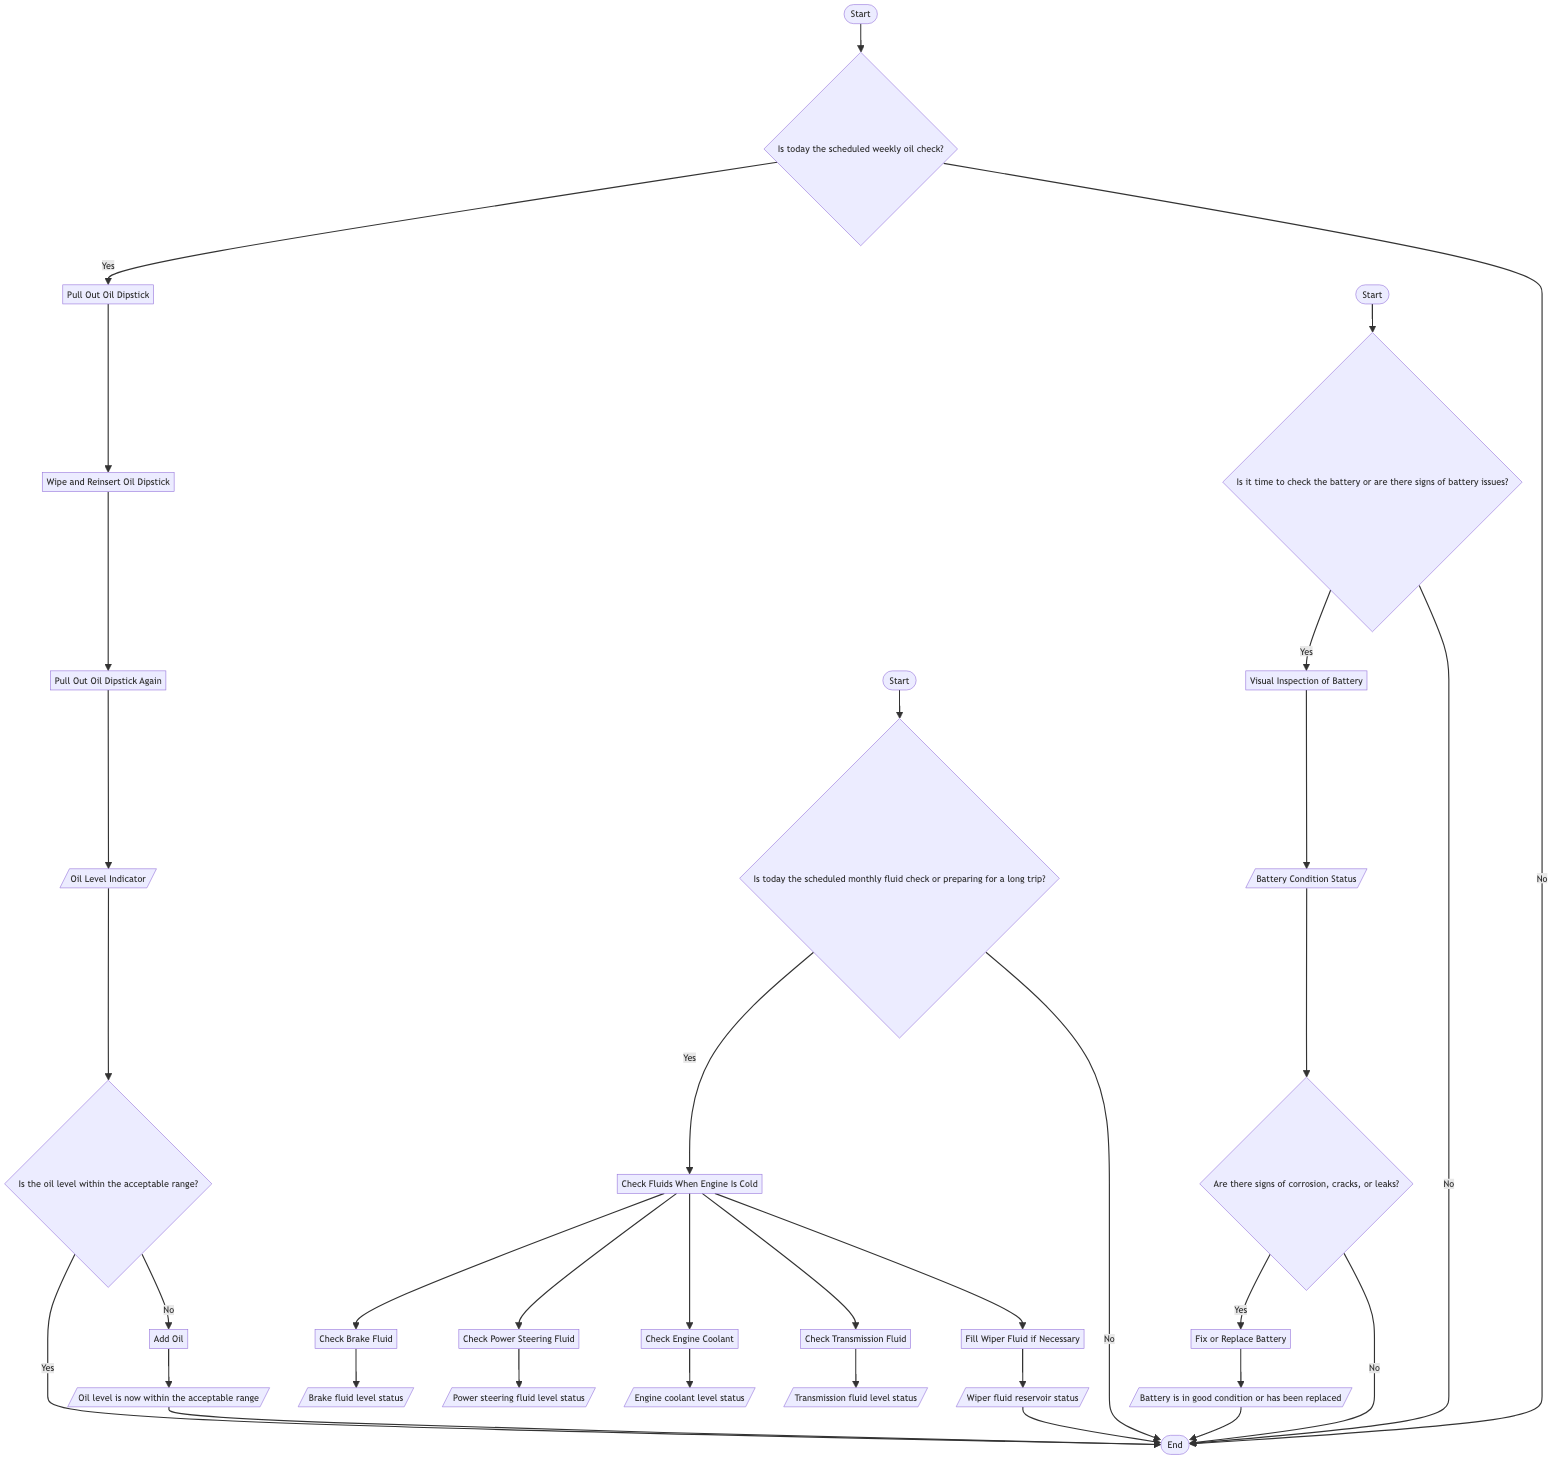 Start
Is today the scheduled weekly oil check?
Yes
Pull Out Oil Dipstick
Start
Wipe and Reinsert Oil Dipstick
Is it time to check the battery or are there signs of battery issues?
Yes
Pull Out Oil Dipstick Again
Start
Visual Inspection of Battery
Oil Level Indicator
Is today the scheduled monthly fluid check or preparing for a long trip?
Battery Condition Status
No
Yes
Is the oil level within the acceptable range?
Check Fluids When Engine Is Cold
Are there signs of corrosion, cracks, or leaks?
No
No
Yes
Add Oil
Check Brake Fluid
Check Power Steering Fluid
Check Engine Coolant
Check Transmission Fluid
Fill Wiper Fluid if Necessary
No
Fix or Replace Battery
Yes
No
Oil level is now within the acceptable range
Brake fluid level status
Power steering fluid level status
Engine coolant level status
Transmission fluid level status
Wiper fluid reservoir status
Battery is in good condition or has been replaced
End